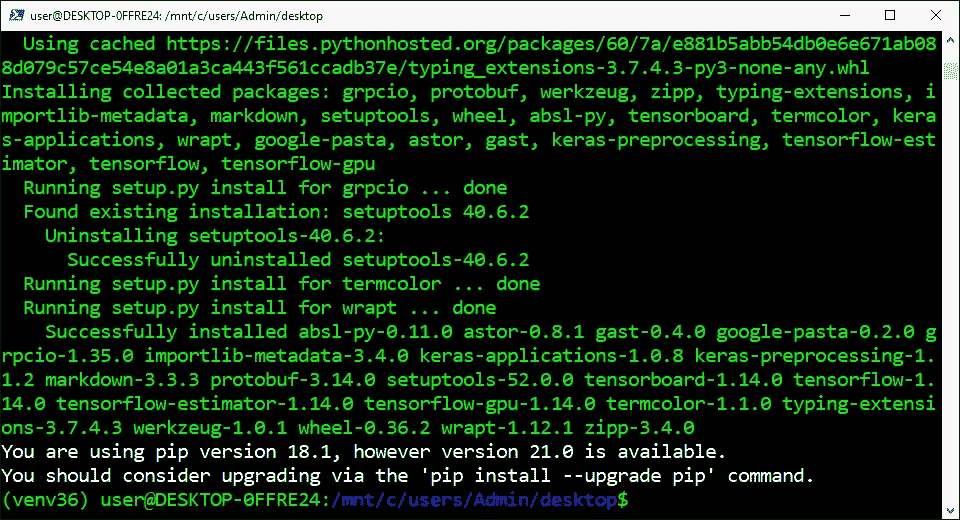 user@DESKTOP-0FFRE24: /mnt/c/users/Admin/desktop
  Using cached https://files.pythonhosted.org/packages/60/7a/e881b5abb54db0e6e671ab08
8d079c57ce54e8a01a3ca443f561ccadb37e/typing_extensions-3.7.4.3-py3-none-any.whl
Installing collected packages: grpcio, protobuf, werkzeug, zipp, typing-extensions, i
mportlib-metadata, markdown, setuptools, wheel, absl-py, tensorboard, termcolor, kera
s-applications, wrapt, google-pasta, astor, gast, keras-preprocessing, tensorflow-est
imator, tensorflow, tensorflow-gpu
  Running setup.py install for grpcio ... done
  Found existing installation: setuptools 40.6.2
    Uninstalling setuptools-40.6.2:
      Successfully uninstalled setuptools-40.6.2
  Running setup.py install for termcolor ... done
  Running setup.py install for wrapt ... done
    Successfully installed absl-py-0.11.0 astor-0.8.1 gast-0.4.0 google-pasta-0.2.0 g
rpcio-1.35.0 importlib-metadata-3.4.0 keras-applications-1.0.8 keras-preprocessing-1.
1.2 markdown-3.3.3 protobuf-3.14.0 setuptools-52.0.0 tensorboard-1.14.0 tensorflow-1.
14.0 tensorflow-estimator-1.14.0 tensorflow-gpu-1.14.0 termcolor-1.1.0 typing-extensi
ons-3.7.4.3 werkzeug-1.0.1 wheel-0.36.2 wrapt-1.12.1 zipp-3.4.0
You are using pip version 18.1, however version 21.0 is available.
You should consider upgrading via the 'pip install --upgrade pip' command.
(venv36) user@DESKTOP-0FFRE24:/mnt/c/users/Admin/desktop$